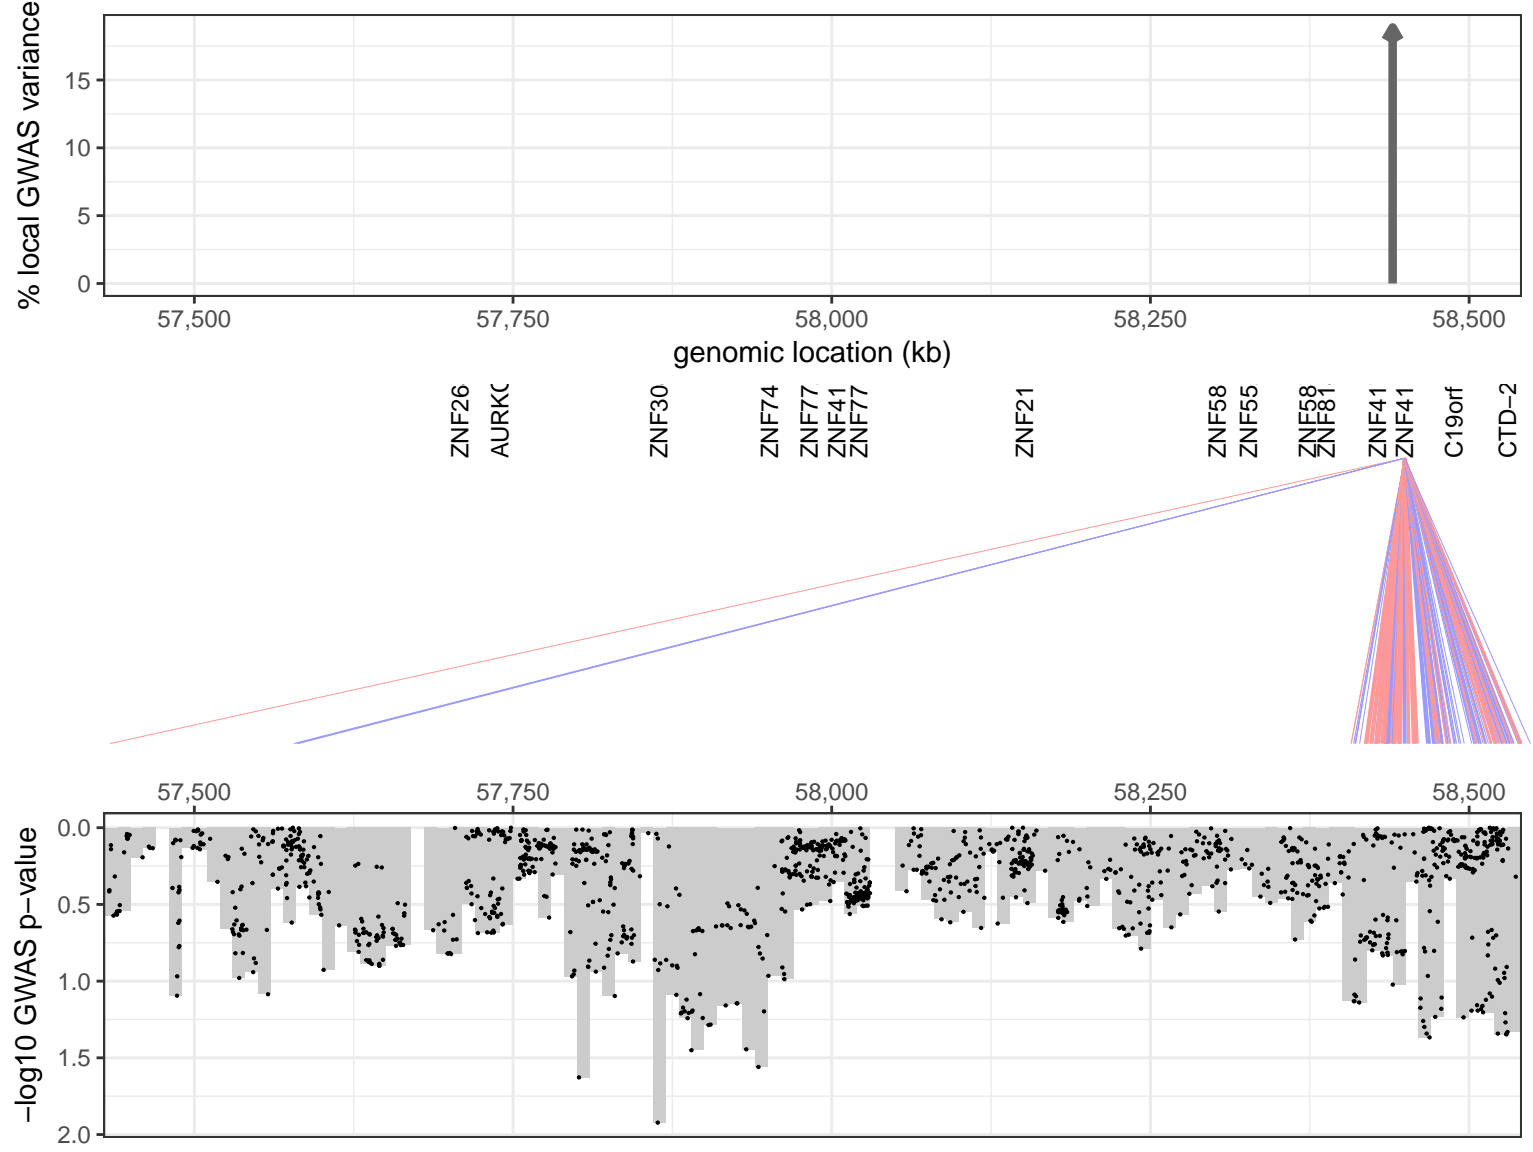 % local GWAS variance
15
10
5
0
57,500 57,750 58,000 58,250 58,500
genomic location (kb)
ZNF26 AURKC ZNF30 ZNF74 ZNF77 ZNF41 ZNF77 ZNF21 ZNF58 ZNF55 ZNF58 ZNF81 ZNF41 ZNF41 C19orf CTD−2
57,500 57,750 58,000 58,250 58,500
−log10 GWAS p−value
0.0
0.5
1.0
1.5
2.0